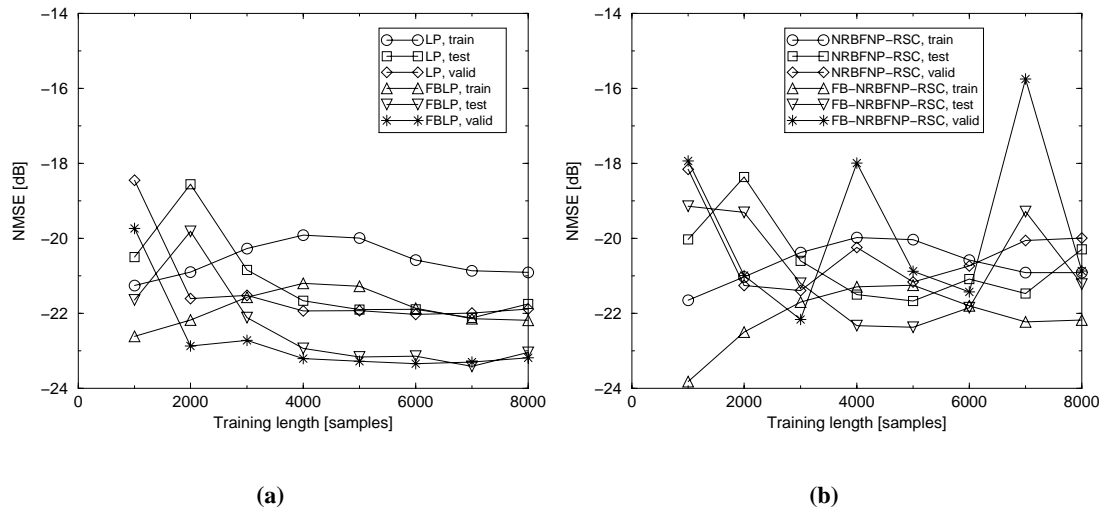 −14
−16
−18
−20
−22
−24
NMSE [dB]
0
2000
4000
6000
8000
Training length [samples]
LP, train
LP, test
LP, valid
FBLP, train
FBLP, test
FBLP, valid
(a)
−14
−16
−18
−20
−22
−24
NMSE [dB]
0
2000
4000
6000
8000
Training length [samples]
NRBFNP−RSC, train
NRBFNP−RSC, test
NRBFNP−RSC, valid
FB−NRBFNP−RSC, train
FB−NRBFNP−RSC, test
FB−NRBFNP−RSC, valid
(b)